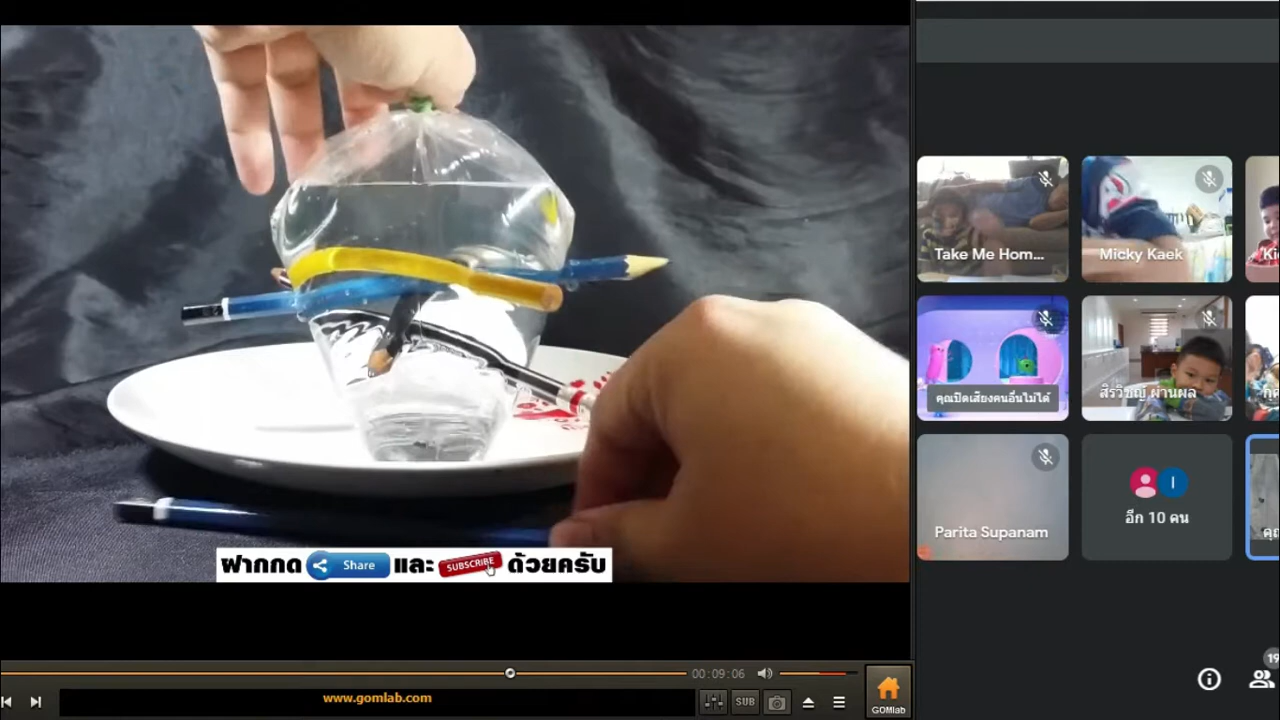 Take Me Hom...
Micky Kaek
คุณปิดเสียงคนอื่นไม่ได้
สิรวิชญ์ ผ่านผล
Parita Supanam
อีก 10 คน
ฝากกด Share และ SUBSCRIBE ด้วยครับ
00:09:06
www.gomlab.com
SUB
GOMlab
19